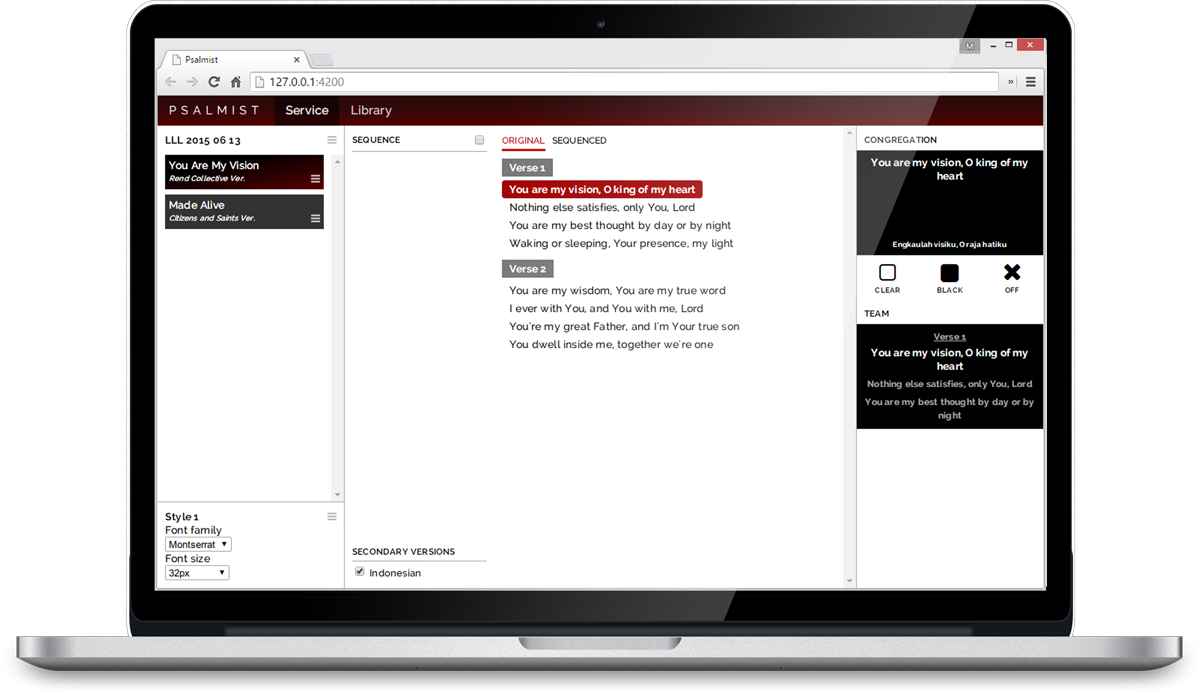 Psalmist
M
127.0.0.1:4200
PSALMIST Service Library
LLL 2015 06 13
You Are My Vision
Rend Collective Ver.
Made Alive
Citizens and Saints Ver.
Style 1
Font family
Montserrat
Font size
32px
SEQUENCE
SECONDARY VERSIONS
Indonesian
ORIGINAL SEQUENCED
Verse 1
You are my vision, O king of my heart
Nothing else satisfies, only You, Lord
You are my best thought by day or by night
Waking or sleeping, Your presence, my light
Verse 2
You are my wisdom, You are my true word
I ever with You, and You with me, Lord
You're my great Father, and I'm Your true son
You dwell inside me, together we're one
CONGREGATION
You are my vision, O king of my
heart
Engkaulah visiku, O raja hatiku
CLEAR BLACK OFF
TEAM
Verse 1
You are my vision, O king of my
heart
Nothing else satisfies, only You, Lord
You are my best thought by day or by
night